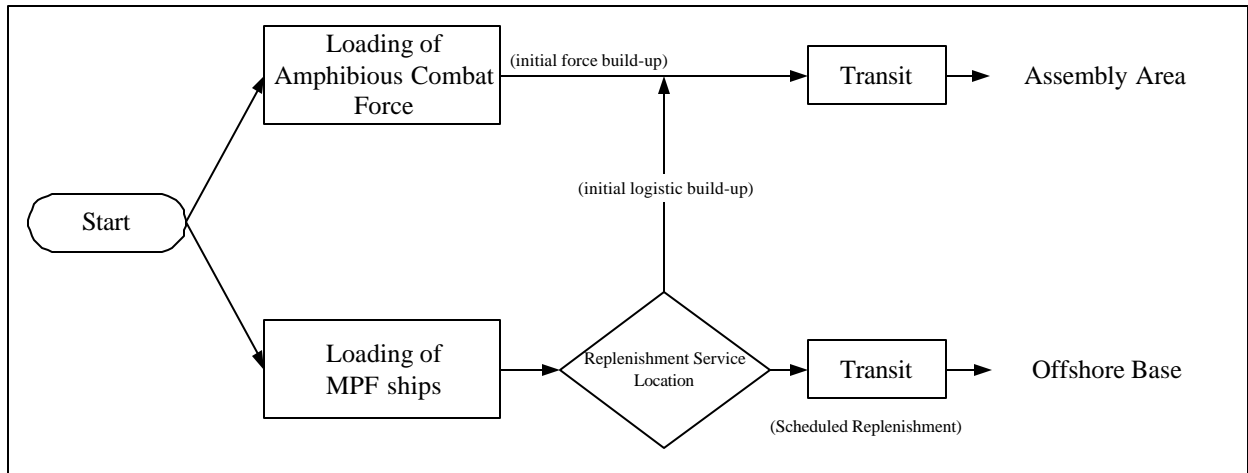 Loading of
Amphibious Combat
Force
(initial force build-up)
Transit
Assembly Area
(initial logistic build-up)
Start
Loading of
MPF ships
Replenishment Service
Location
Transit
Offshore Base
(Scheduled Replenishment)